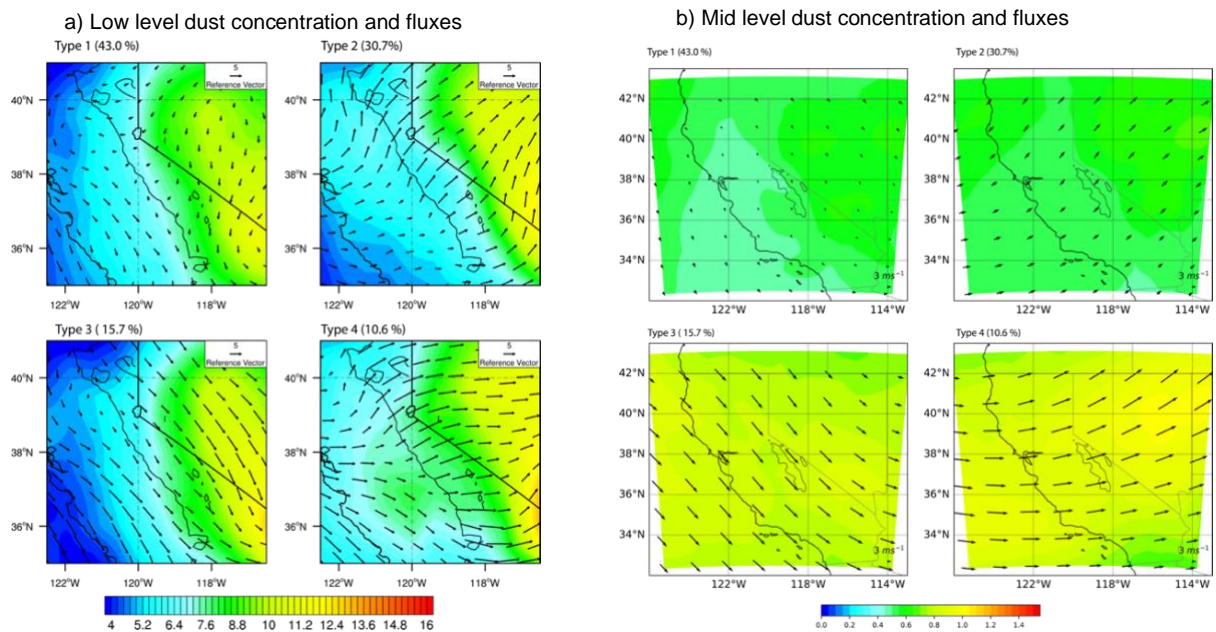 a) Low level dust concentration and fluxes
Type 1 (43.0 %)
Type 2 (30.7%)
5
Reference Vector
5
Reference Vector
40°N
38°N
36°N
40°N
38°N
36°N
122°W
120°W
118°W
122°W
120°W
118°W
Type 3 ( 15.7 %)
Type 4 (10.6 %)
5
Reference Vector
5
Reference Vector
40°N
38°N
36°N
40°N
38°N
36°N
122°W
120°W
118°W
122°W
120°W
118°W
4 5.2 6.4 7.6 8.8 10 11.2 12.4 13.6 14.8 16
b) Mid level dust concentration and fluxes
Type 1 (43.0 %)
Type 2 (30.7%)
42°N
40°N
38°N
36°N
34°N
3 ms⁻¹
42°N
40°N
38°N
36°N
34°N
3 ms⁻¹
122°W
118°W
114°W
122°W
118°W
114°W
Type 3 ( 15.7 %)
Type 4 (10.6 %)
42°N
40°N
38°N
36°N
34°N
3 ms⁻¹
42°N
40°N
38°N
36°N
34°N
3 ms⁻¹
122°W
118°W
114°W
122°W
118°W
114°W
0.0 0.2 0.4 0.6 0.8 1.0 1.2 1.4